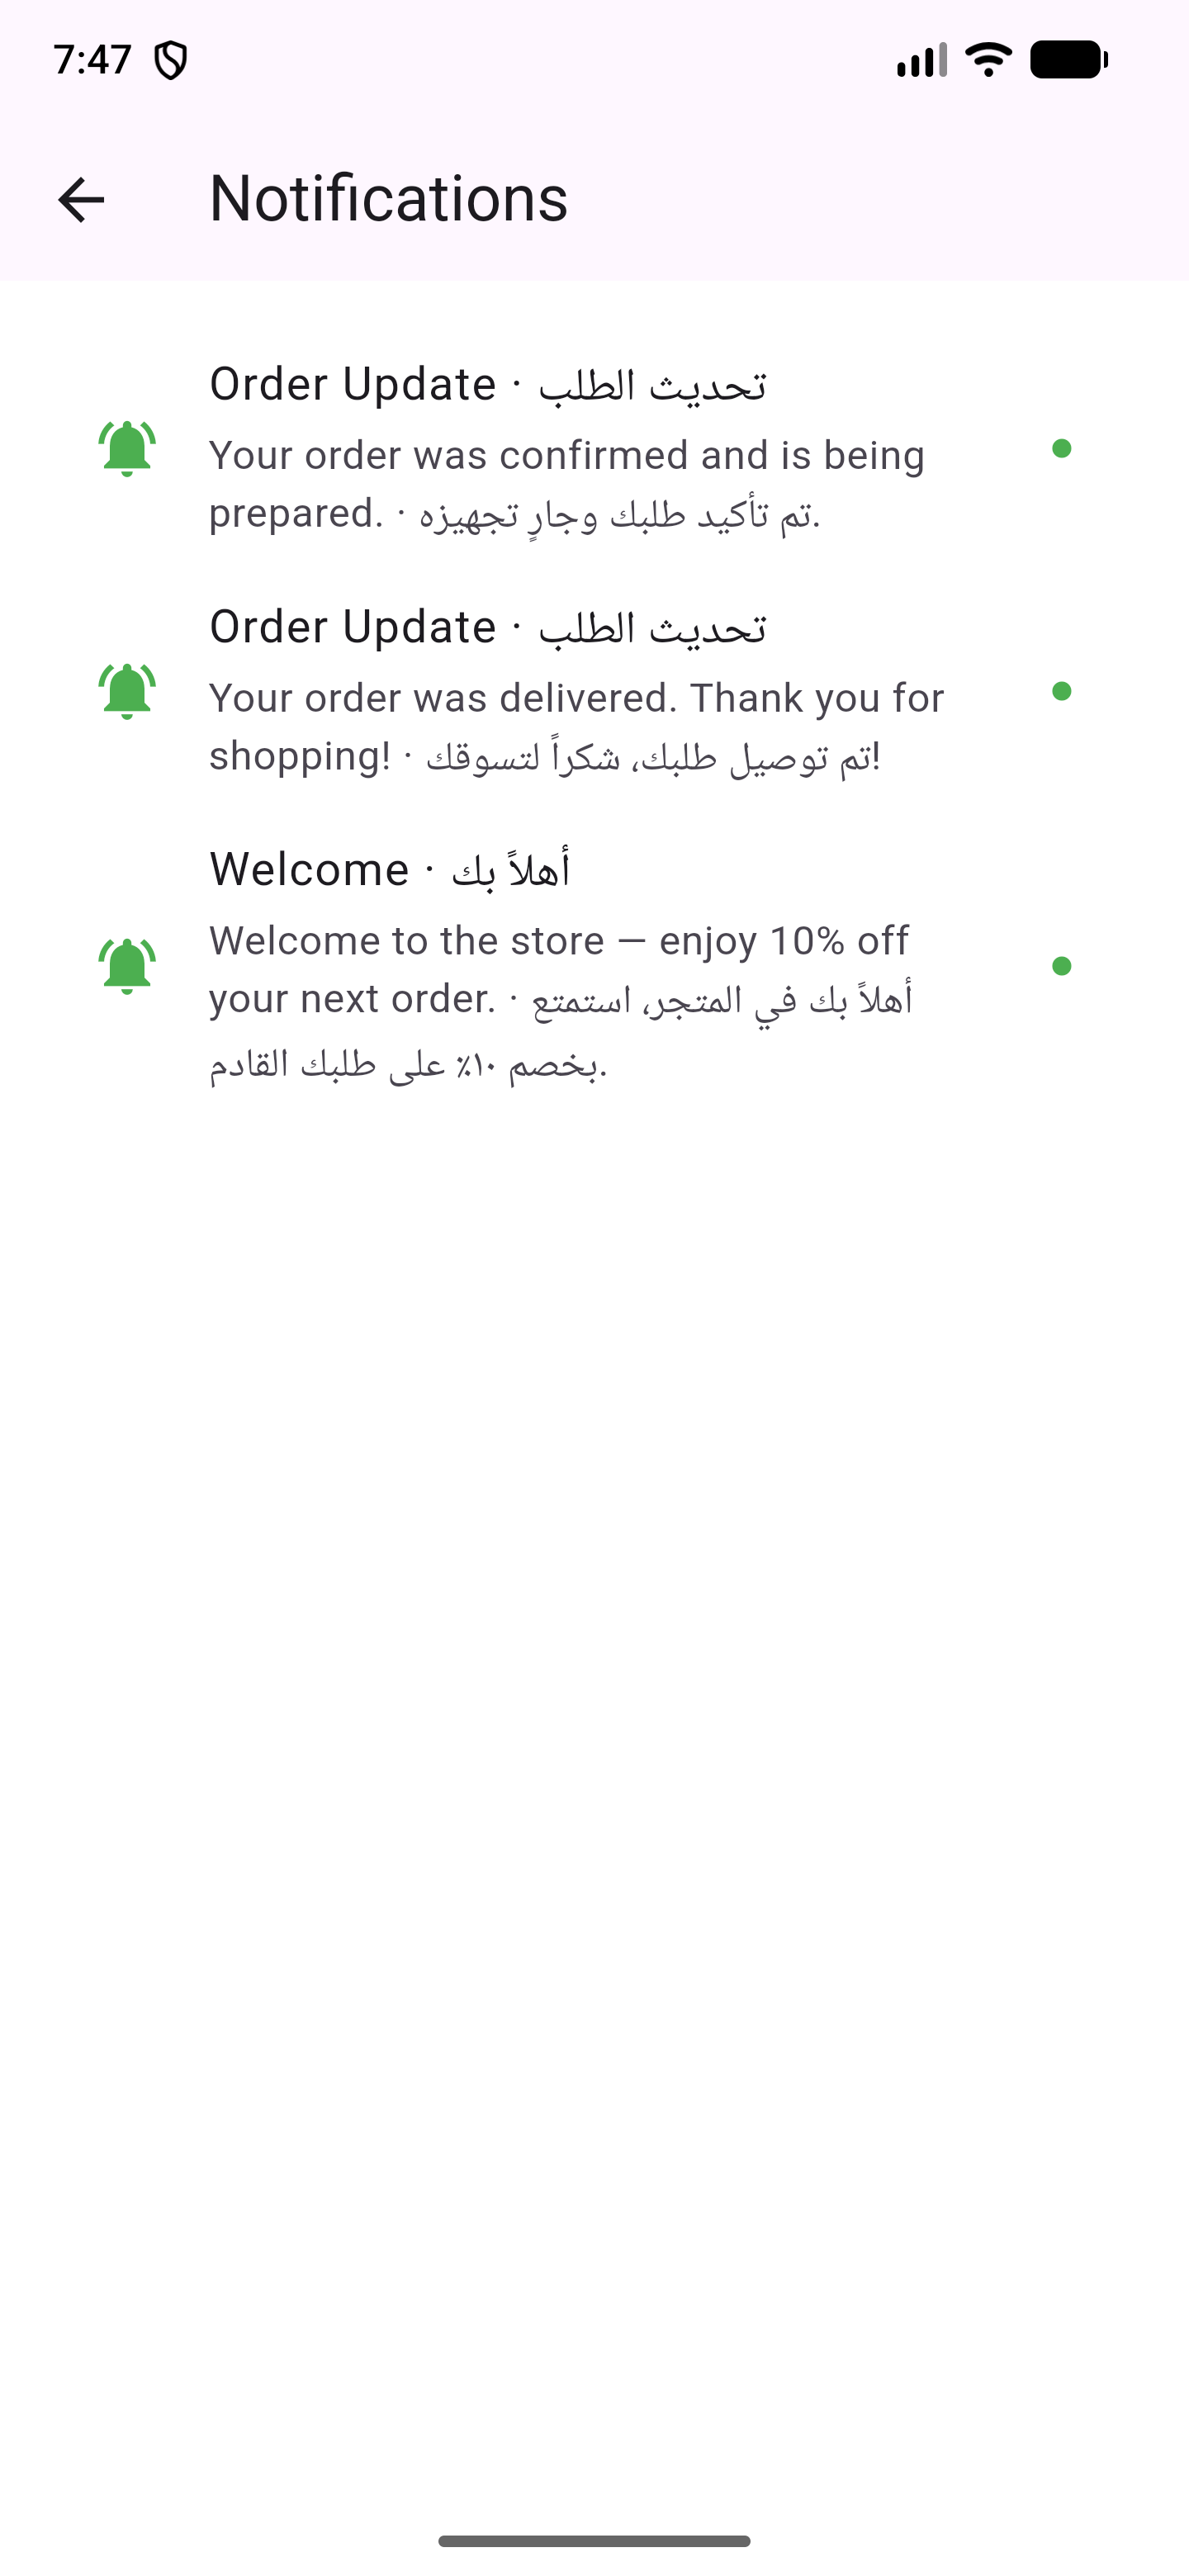 7:47
Notifications
Order Update · تحديث الطلب
Your order was confirmed and is being
prepared. · تم تأكيد طلبك وجارٍ تجهيزه.
Order Update · تحديث الطلب
Your order was delivered. Thank you for
shopping! · تم توصيل طلبك، شكراً لتسوقك!
Welcome · أهلاً بك
Welcome to the store — enjoy 10% off
your next order. · أهلاً بك في المتجر، استمتع
بخصم ١٠٪ على طلبك القادم.